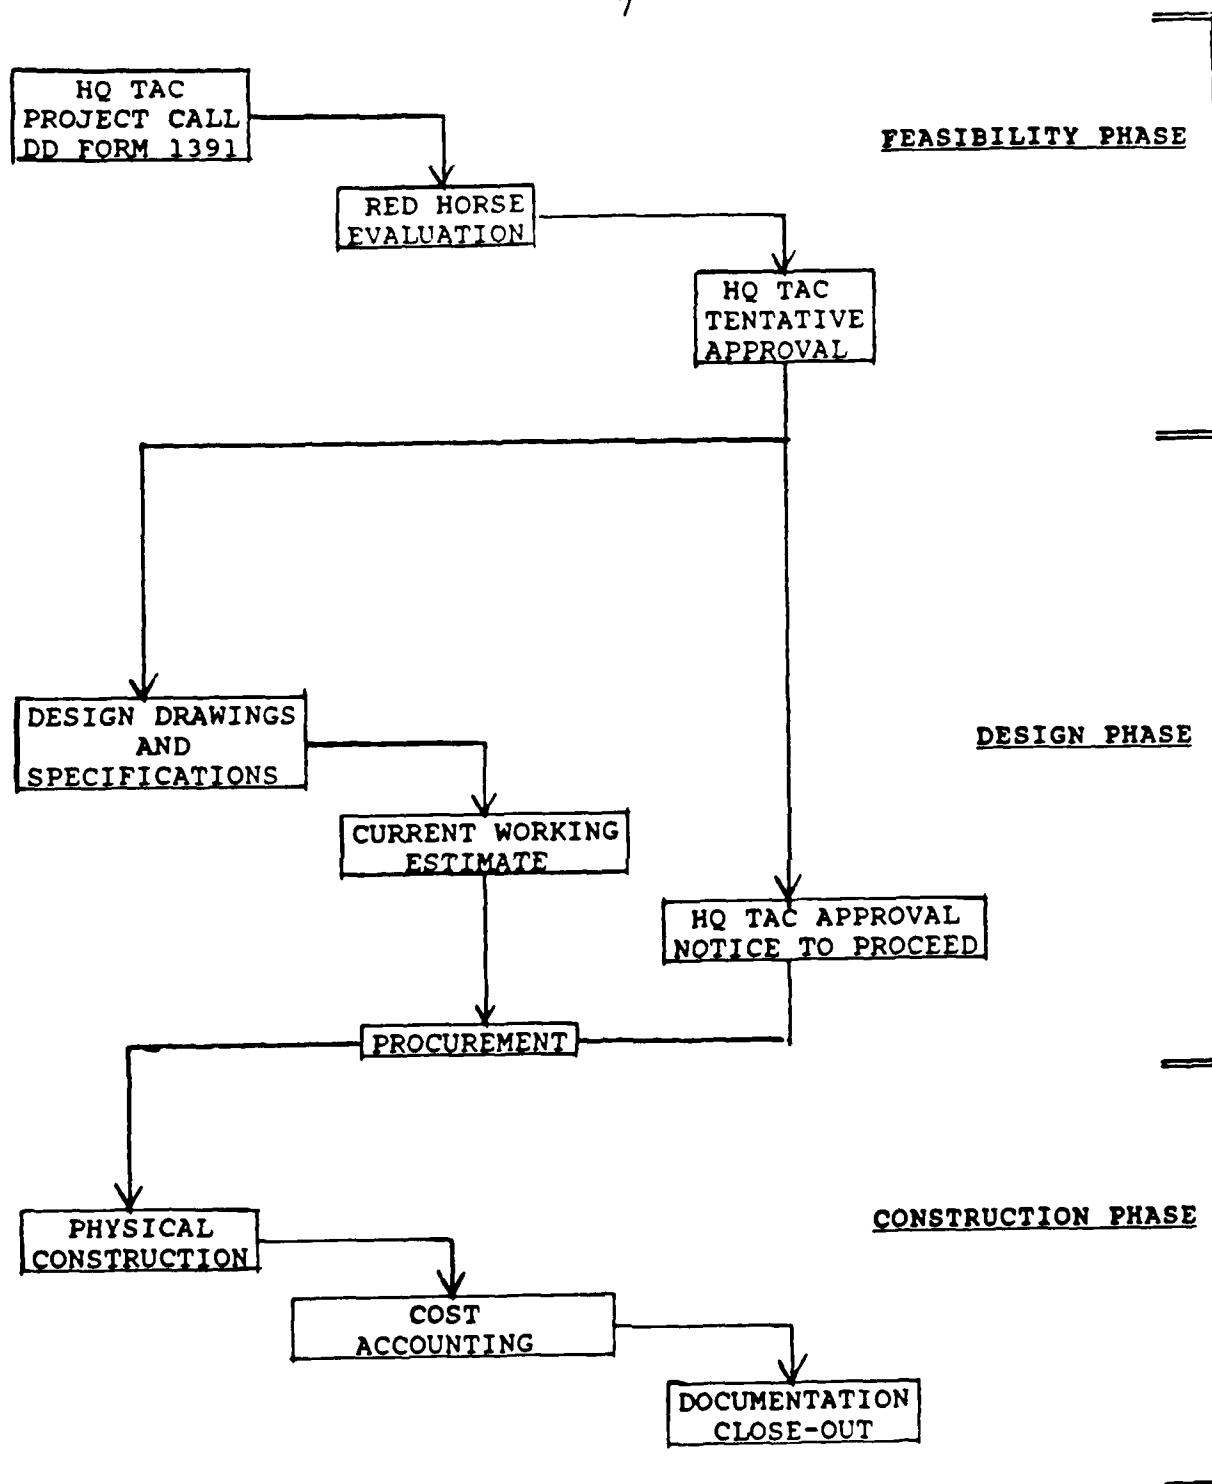 HQ TAC
PROJECT CALL
DD FORM 1391
FEASIBILITY PHASE
RED HORSE
EVALUATION
HQ TAC
TENTATIVE
APPROVAL
DESIGN DRAWINGS
AND
SPECIFICATIONS
DESIGN PHASE
CURRENT WORKING
ESTIMATE
HQ TAC APPROVAL
NOTICE TO PROCEED
PROCUREMENT
PHYSICAL
CONSTRUCTION
CONSTRUCTION PHASE
COST
ACCOUNTING
DOCUMENTATION
CLOSE-OUT